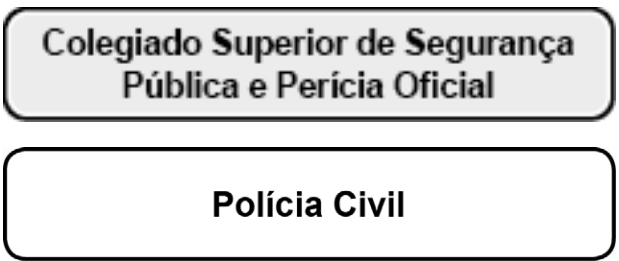 Colegiado Superior de Segurança
Pública e Perícia Oficial
Polícia Civil